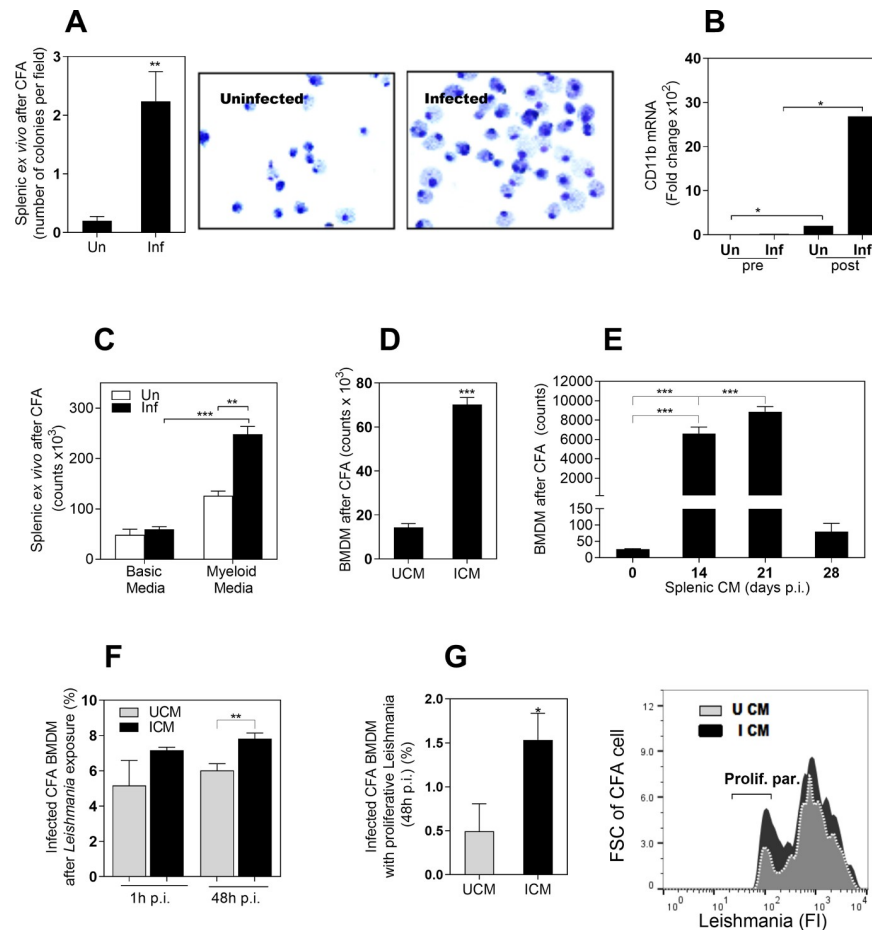 A
Splenic ex vivo after CFA
(number of colonies per field)
3
2
1
0
**
Un
Inf
Uninfected
Infected
B
CD11b mRNA
(Fold change x10²)
40
30
20
10
0
*
*
Un Inf Un Inf
pre post
C
Splenic ex vivo after CFA
(counts x10³)
300
200
100
0
Un
Inf
***
**
Basic
Media
Myeloid
Media
D
BMDM after CFA (counts x 10³)
80
60
40
20
0
***
UCM ICM
E
BMDM after CFA (counts)
12000
10000
8000
6000
4000
2000
150
100
50
0
*** ***
***
0 14 21 28
Splenic CM (days p.i.)
F
Infected CFA BMDM
after Leishmania exposure (%)
10
8
6
4
2
0
UCM
ICM
**
1h p.i. 48h p.i.
G
Infected CFA BMDM
with proliferative Leishmania
(48h p.i.) (%)
2.0
1.5
1.0
0.5
0.0
*
UCM ICM
FSC of CFA cell
12
9.0
6.0
3.0
0
U CM
I CM
Prolif. par.
10⁰ 10¹ 10² 10³ 10⁴
Leishmania (FI)